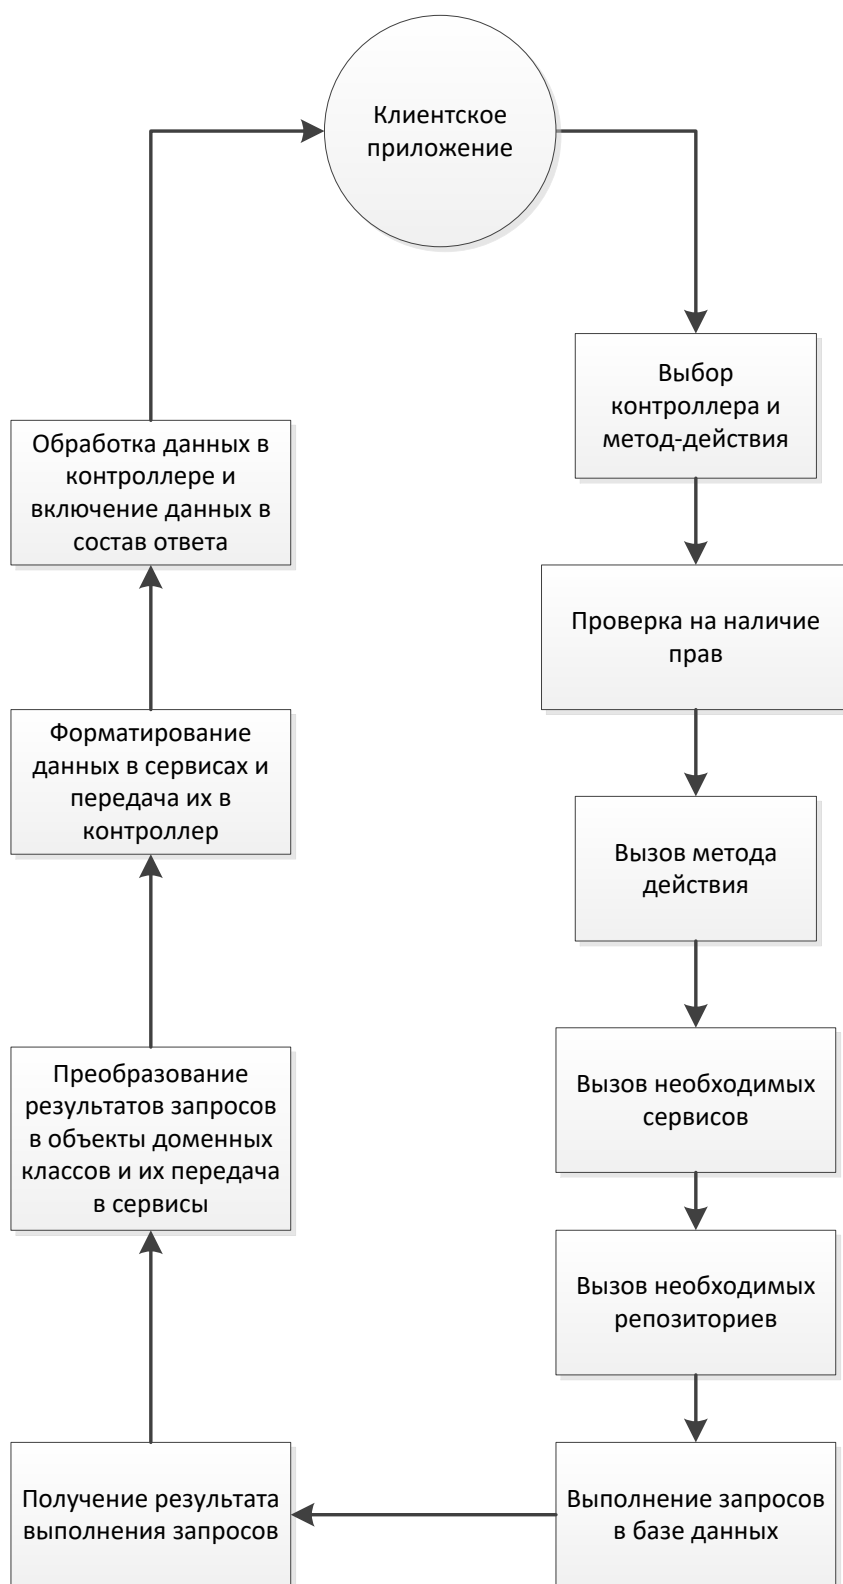 Клиентское
приложение
Выбор
контроллера и
метод-действия
Проверка на наличие
прав
Вызов метода
действия
Вызов необходимых
сервисов
Вызов необходимых
репозиториев
Выполнение запросов
в базе данных
Получение результата
выполнения запросов
Преобразование
результатов запросов
в объекты доменных
классов и их передача
в сервисы
Форматирование
данных в сервисах и
передача их в
контроллер
Обработка данных в
контроллере и
включение данных в
состав ответа